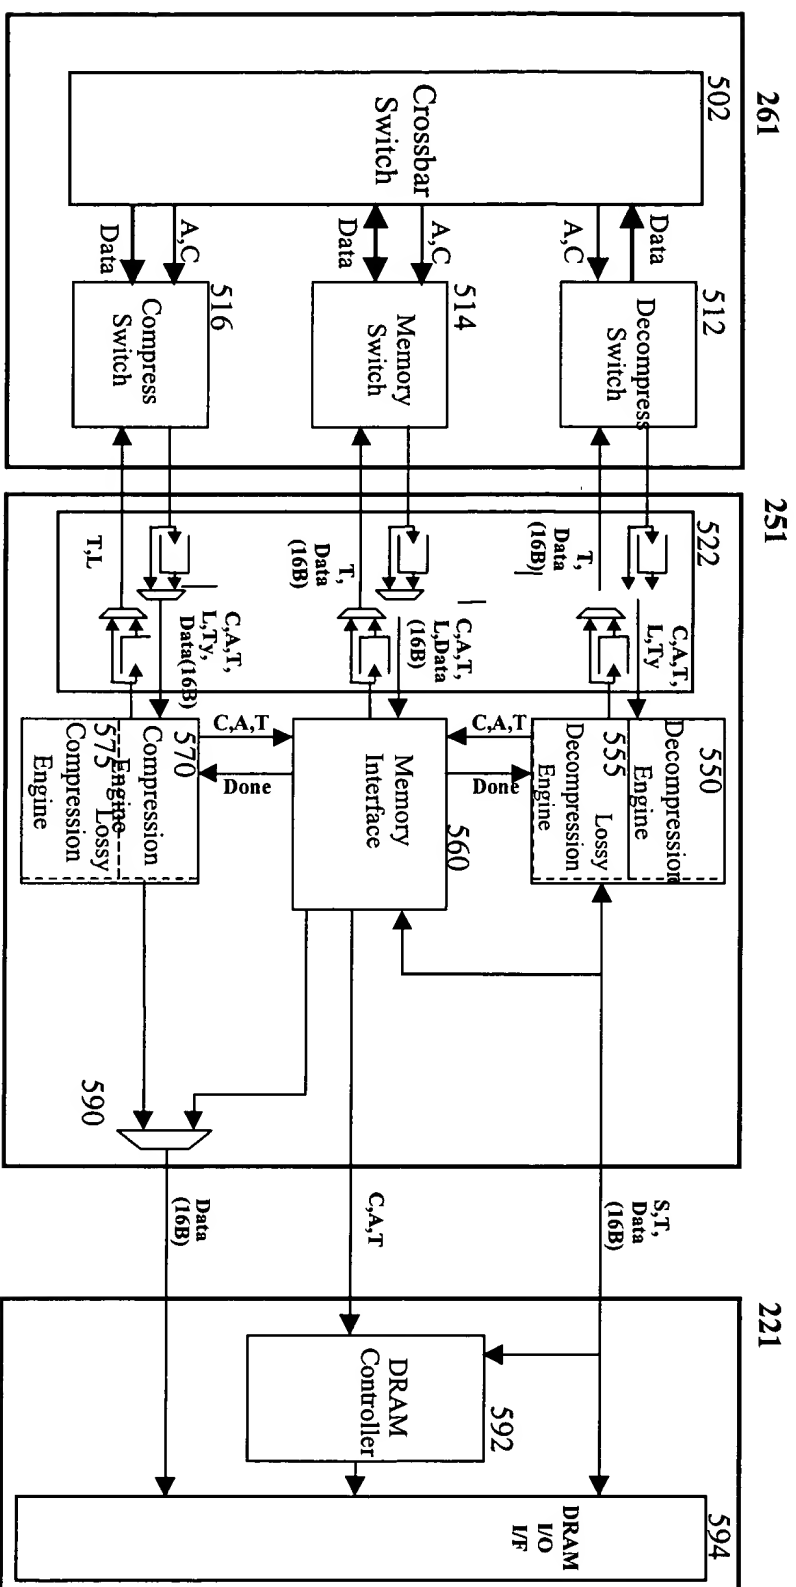 261
502
Crossbar
Switch
Data
A,C
A,C
Data
A,C
Data
512
Decompress
Switch
514
Memory
Switch
516
Compress
Switch
251
522
C,A,T,
L,Ty
T,
Data
(16B)
C,A,T,
L,Data
(16B)
T,
Data
(16B)
C,A,T,
L,Ty,
Data(16B)
T,L
550
Decompression
Engine
555
Lossy
Decompression
Engine
C,A,T
Done
560
Memory
Interface
C,A,T
Done
570
Compression
Engine
575
Lossy
Compression
Engine
590
S,T,
Data
(16B)
C,A,T
Data
(16B)
221
592
DRAM
Controller
594
DRAM
I/O
I/F